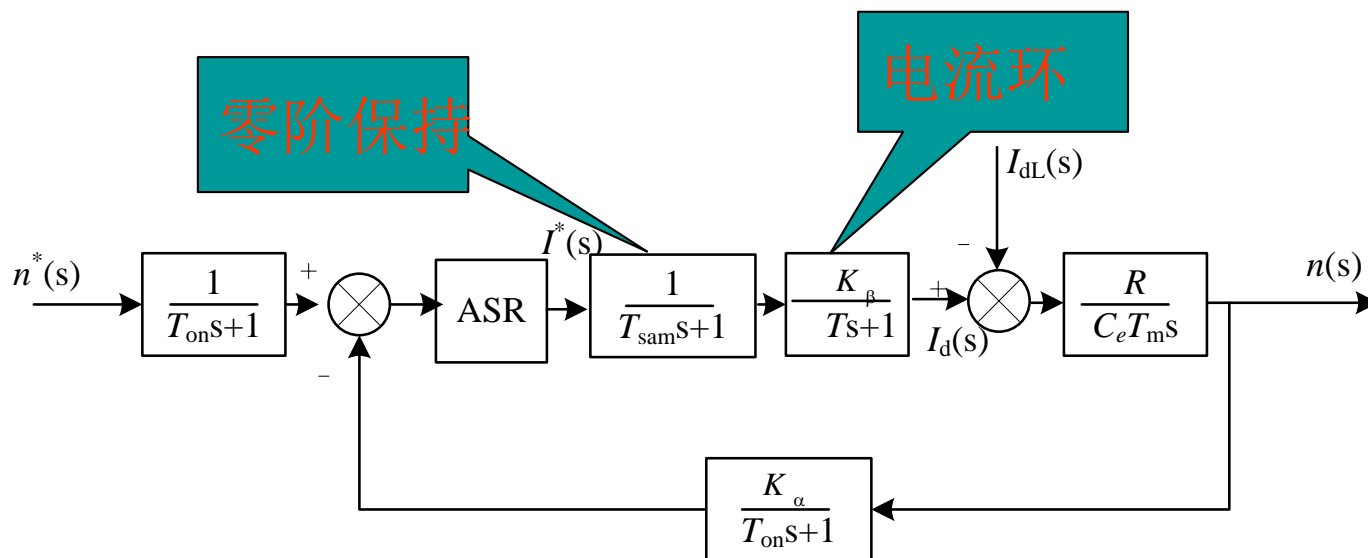 电流环
零阶保持
I_dL(s)
I^*(s)
n^*(s)
n(s)
1
T_on s+1
+
ASR
1
T_sam s+1
K_β
Ts+1
+
I_d(s)
−
R
C_e T_m s
−
K_α
T_on s+1